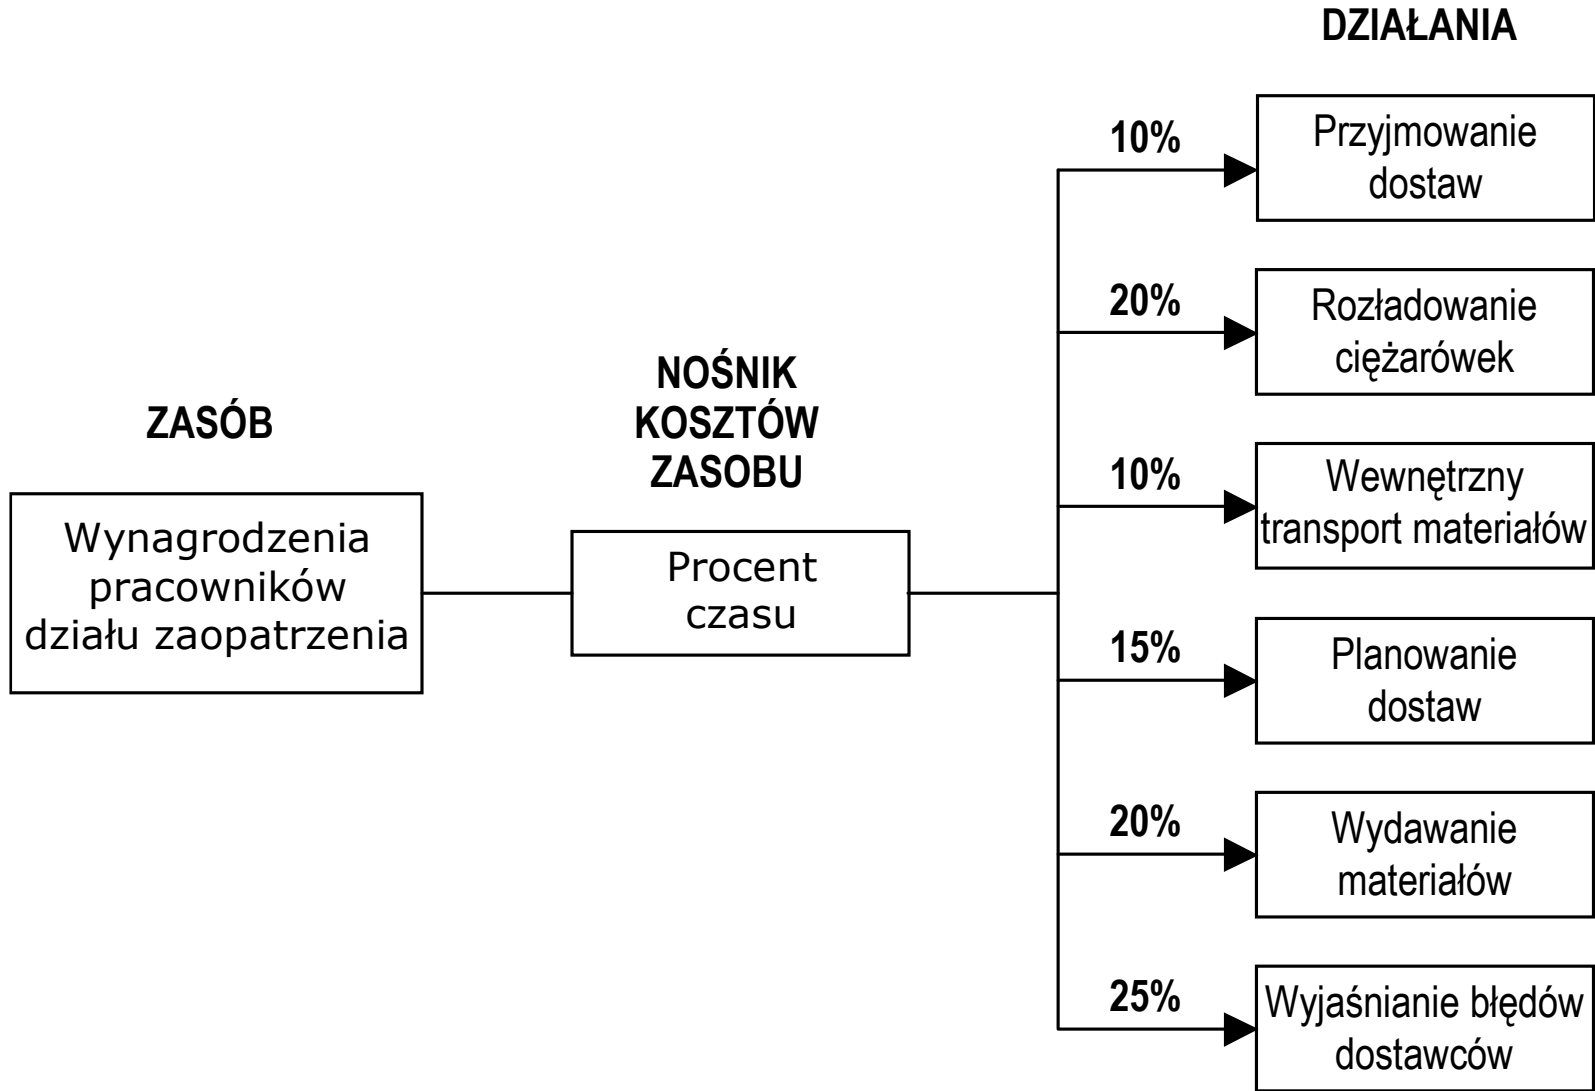 DZIAŁANIA
10%
Przyjmowanie
dostaw
20%
Rozładowanie
ciężarówek
NOŚNIK
KOSZTÓW
ZASOBU
ZASÓB
10%
Wewnętrzny
transport materiałów
Wynagrodzenia
pracowników
działu zaopatrzenia
Procent
czasu
15%
Planowanie
dostaw
20%
Wydawanie
materiałów
25%
Wyjaśnianie błędów
dostawców